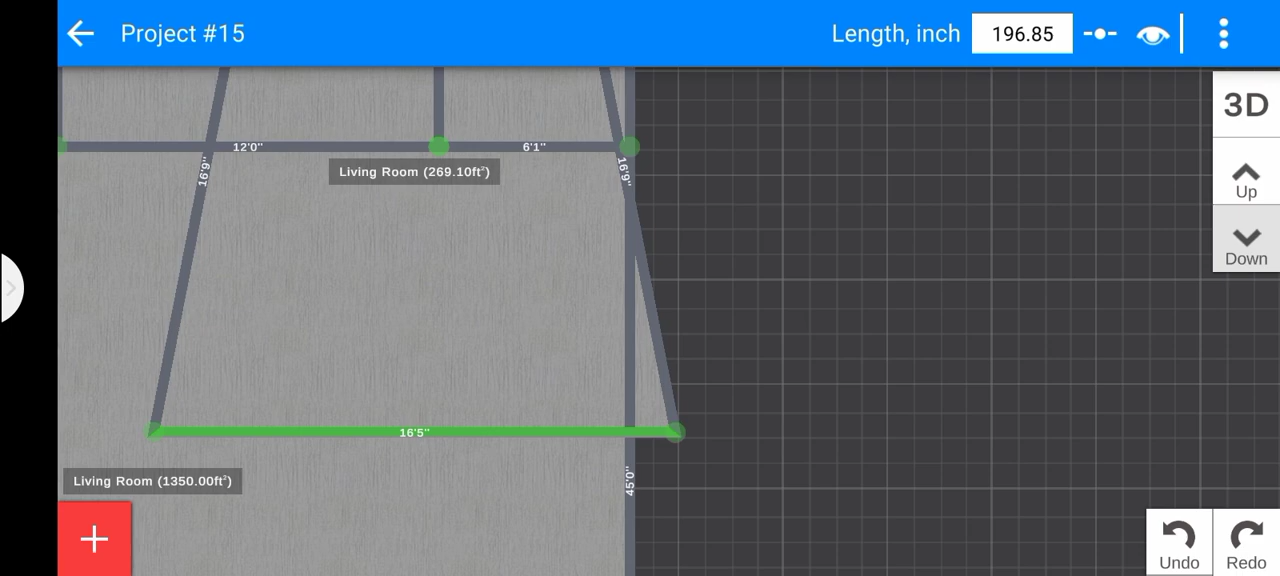 Project #15
Length, inch 196.85
3D
Up
Down
12'0''
6'1''
16'9''
16'9''
Living Room (269.10ft²)
16'5''
Living Room (1350.00ft²)
45'0''
+
Undo
Redo